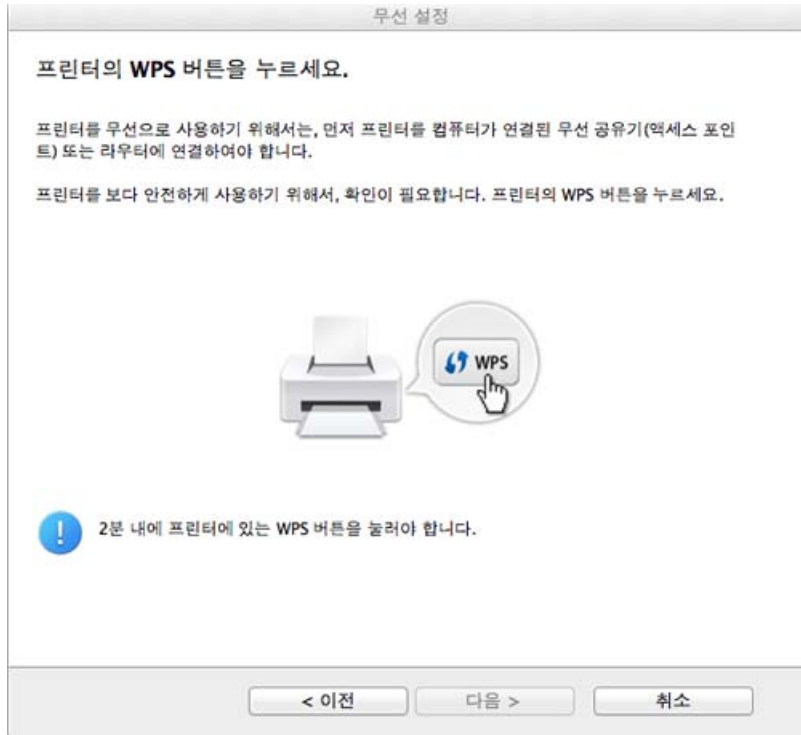 무선 설정
프린터의 WPS 버튼을 누르세요.
프린터를 무선으로 사용하기 위해서는, 먼저 프린터를 컴퓨터가 연결된 무선 공유기(액세스 포인
트) 또는 라우터에 연결하여야 합니다.
프린터를 보다 안전하게 사용하기 위해서, 확인이 필요합니다. 프린터의 WPS 버튼을 누르세요.
WPS
2분 내에 프린터에 있는 WPS 버튼을 눌러야 합니다.
< 이전
다음 >
취소